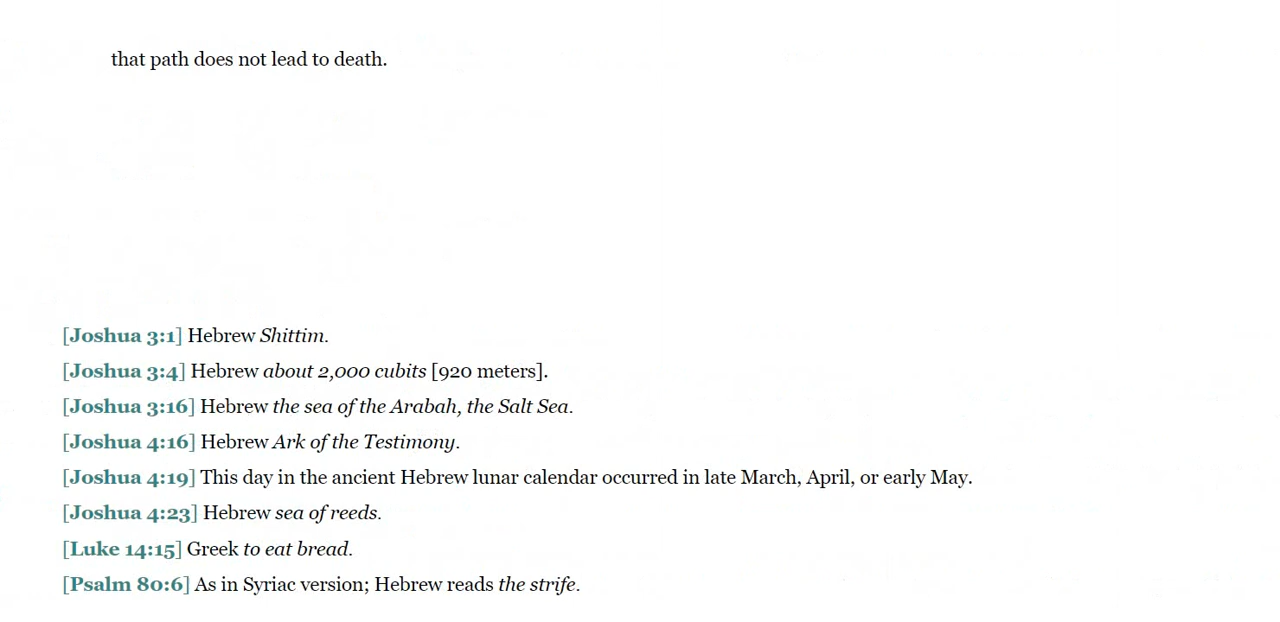 that path does not lead to death.
[Joshua 3:1] Hebrew Shittim.
[Joshua 3:4] Hebrew about 2,000 cubits [920 meters].
[Joshua 3:16] Hebrew the sea of the Arabah, the Salt Sea.
[Joshua 4:16] Hebrew Ark of the Testimony.
[Joshua 4:19] This day in the ancient Hebrew lunar calendar occurred in late March, April, or early May.
[Joshua 4:23] Hebrew sea of reeds.
[Luke 14:15] Greek to eat bread.
[Psalm 80:6] As in Syriac version; Hebrew reads the strife.